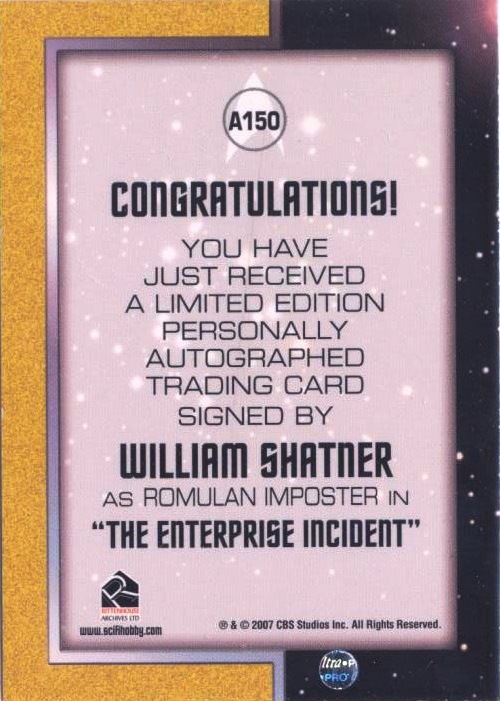 A150
CONGRATULATIONS!
YOU HAVE
JUST RECEIVED
A LIMITED EDITION
PERSONALLY
AUTOGRAPHED
TRADING CARD
SIGNED BY
WILLIAM SHATNER
AS ROMULAN IMPOSTER IN
“THE ENTERPRISE INCIDENT”
RITTENHOUSE
ARCHIVES LTD
www.scifihobby.com
℗ & © 2007 CBS Studios Inc. All Rights Reserved.
ltra•P
•PRO